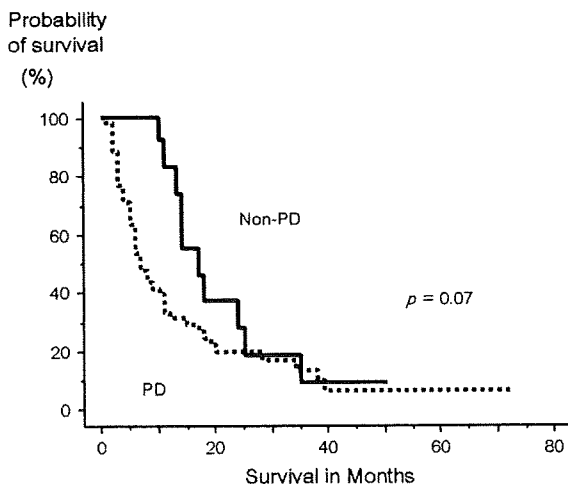 Probability
of survival
(%)
100
80
60
40
20
0
Non-PD
p = 0.07
PD
0 20 40 60 80
Survival in Months